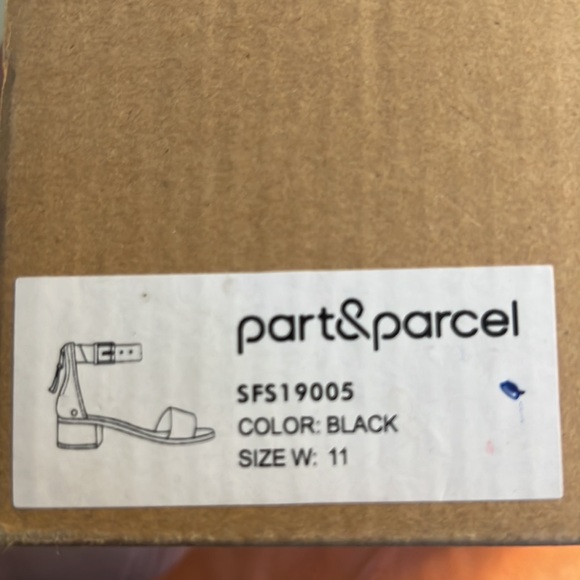 part&parcel
SFS19005
COLOR: BLACK
SIZE W: 11